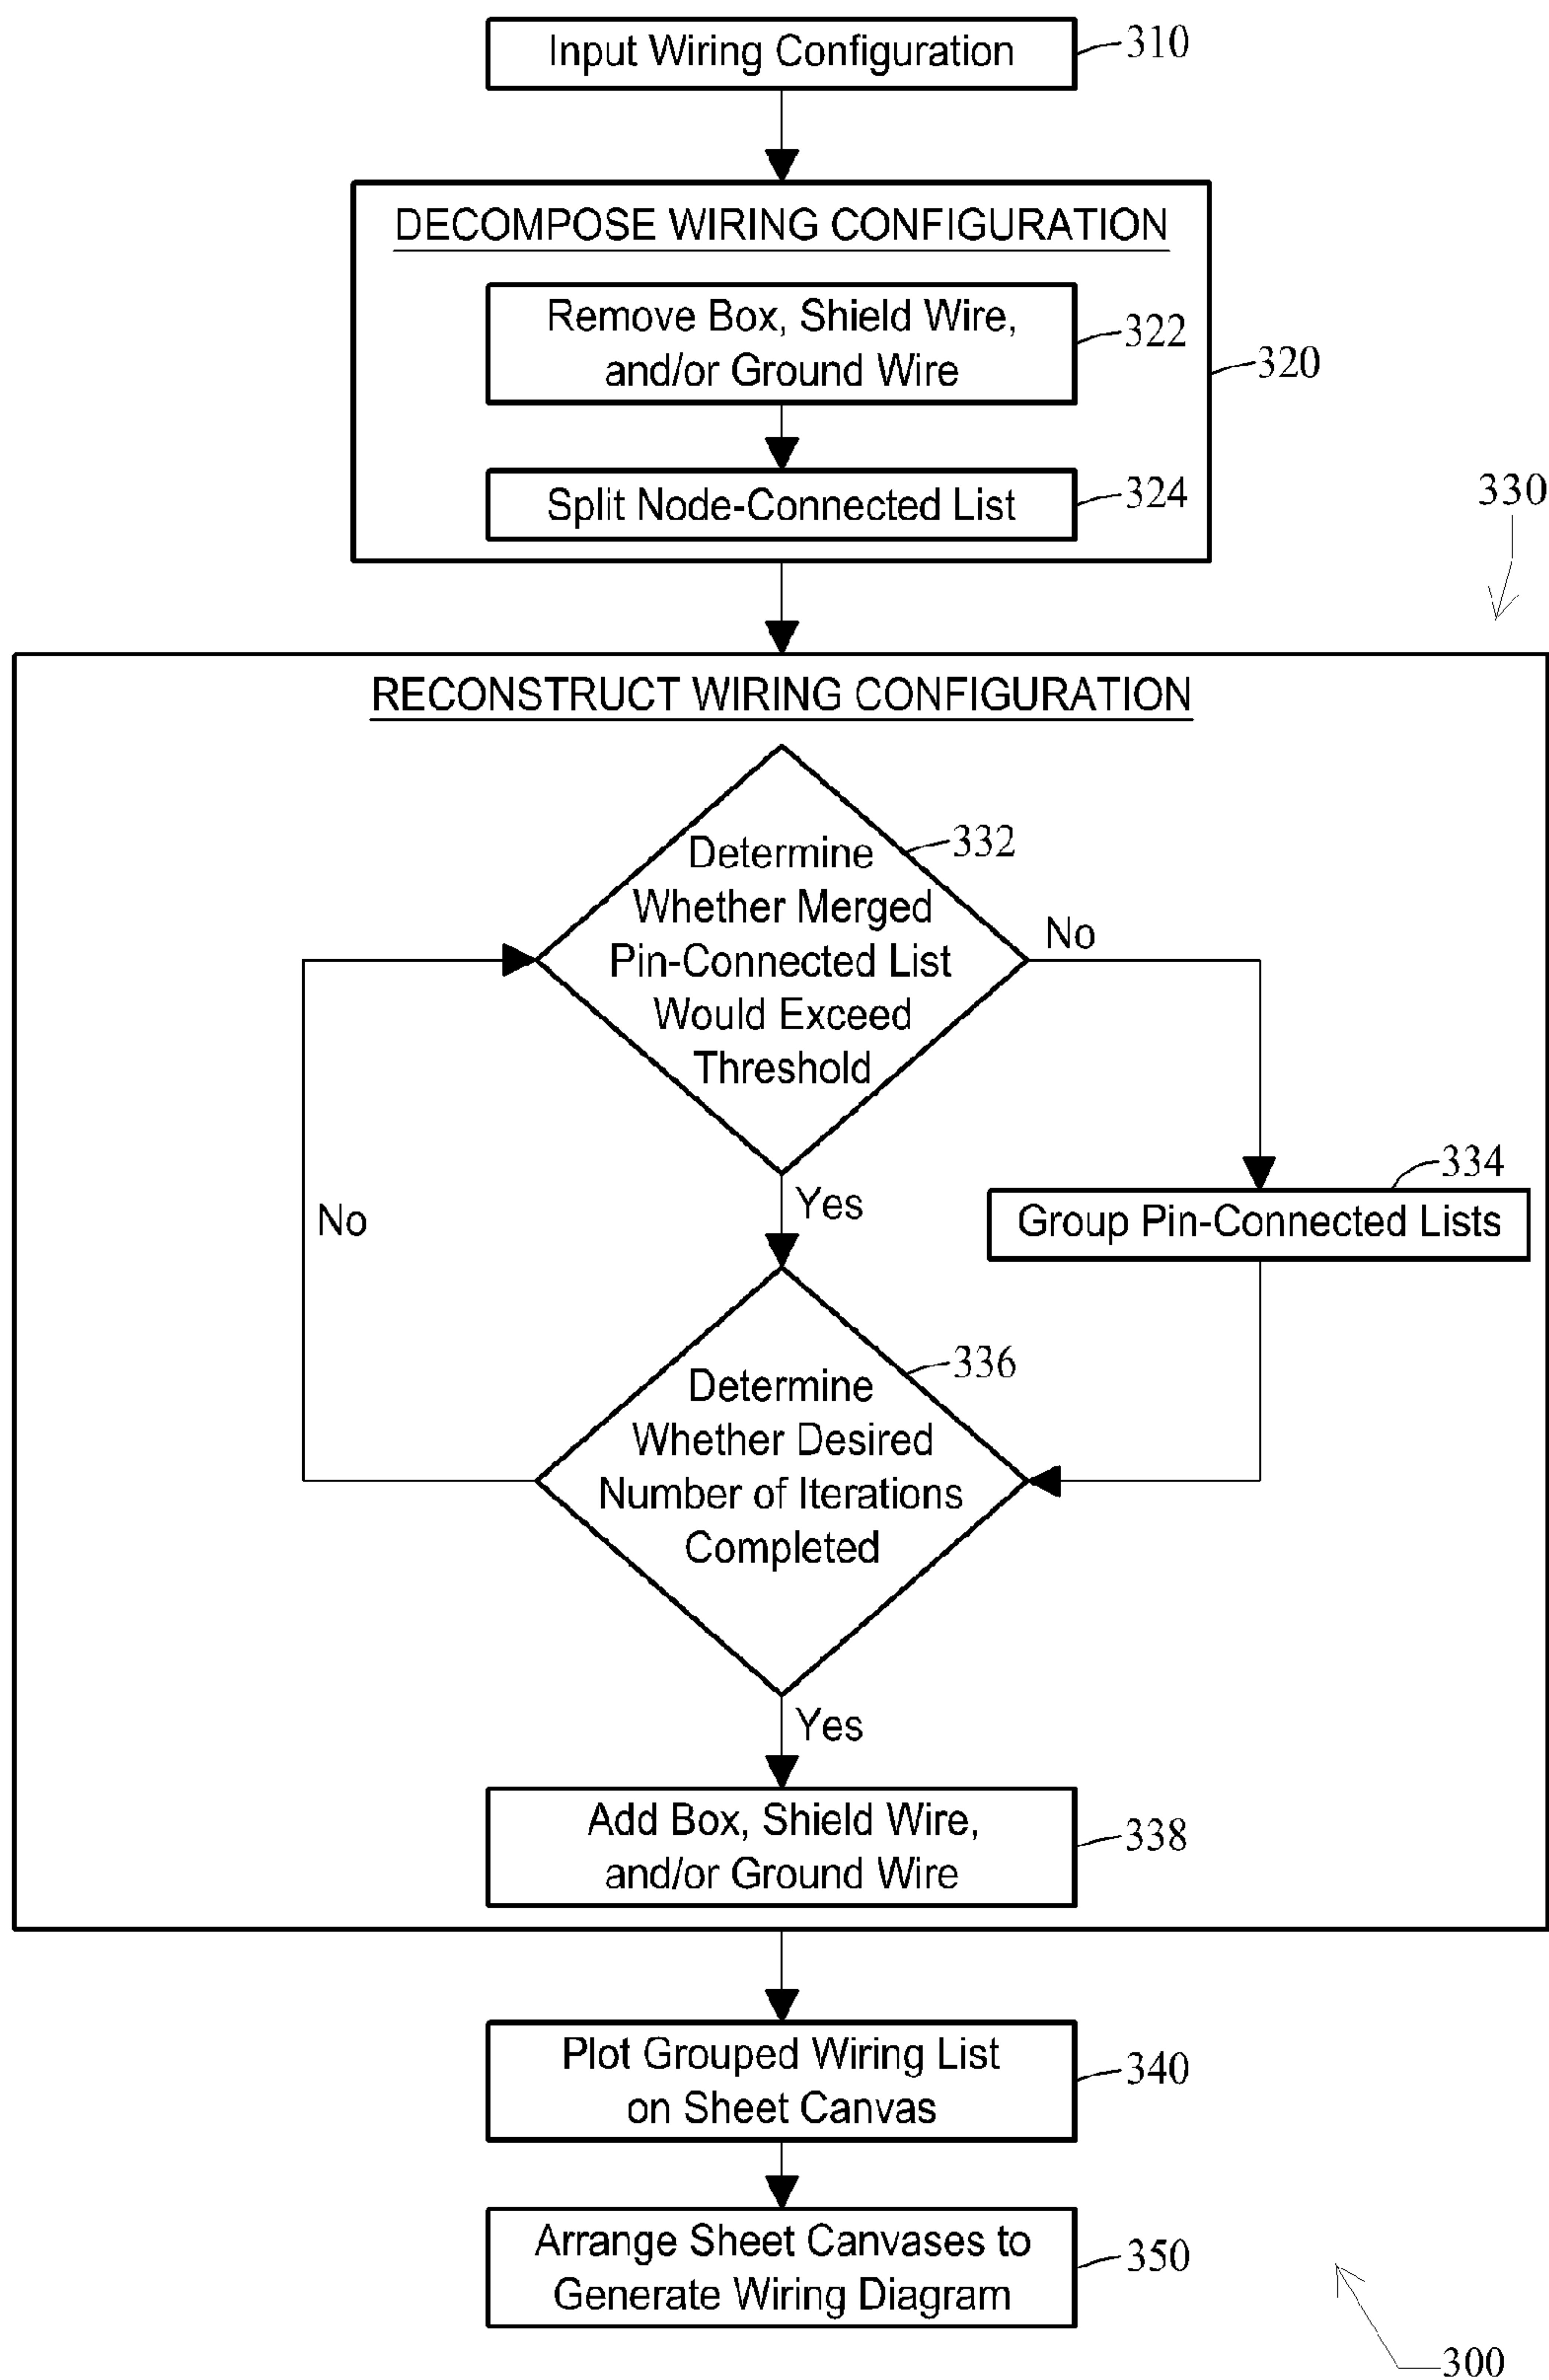 Input Wiring Configuration
310
DECOMPOSE WIRING CONFIGURATION
Remove Box, Shield Wire,
and/or Ground Wire
322
320
Split Node-Connected List
324
330
RECONSTRUCT WIRING CONFIGURATION
Determine
Whether Merged
Pin-Connected List
Would Exceed
Threshold
332
No
Yes
334
Group Pin-Connected Lists
No
Determine
Whether Desired
Number of Iterations
Completed
336
Yes
Add Box, Shield Wire,
and/or Ground Wire
338
Plot Grouped Wiring List
on Sheet Canvas
340
Arrange Sheet Canvases to
Generate Wiring Diagram
350
300